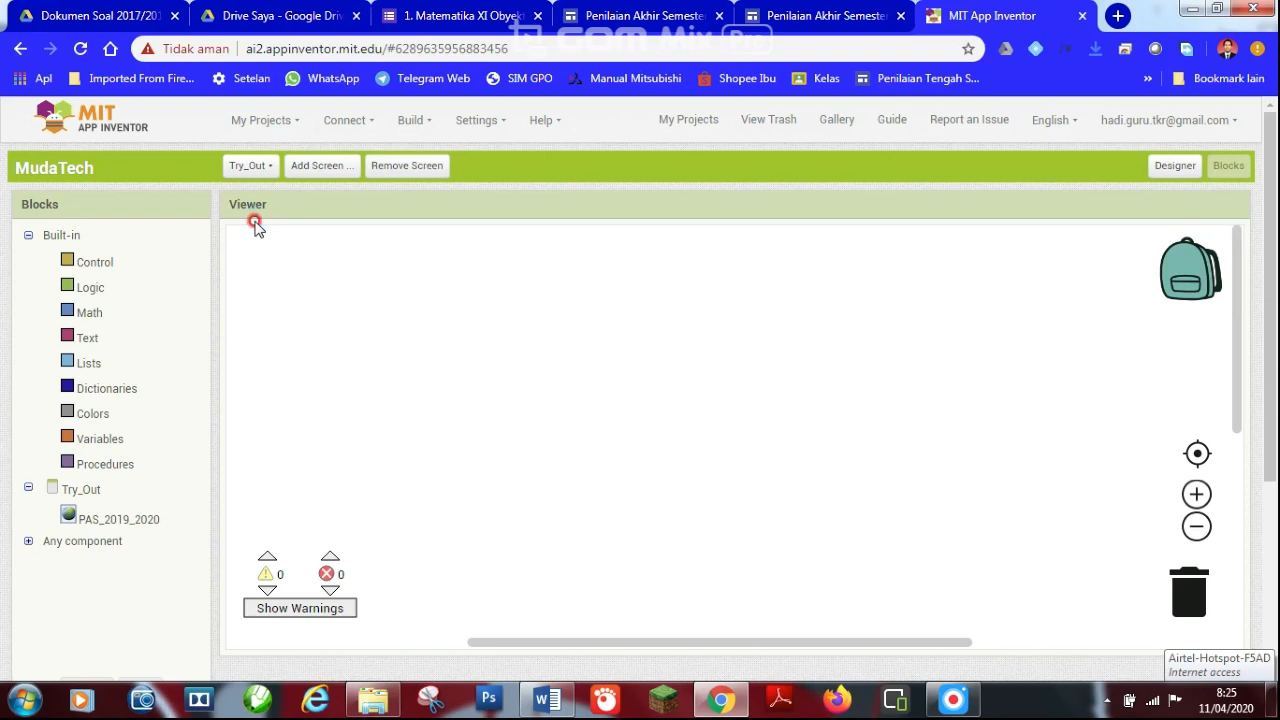 Dokumen Soal 2017/201
Drive Saya - Google Dri
1. Matematika XI Obyek
Penilaian Akhir Semeste
Penilaian Akhir Semeste
MIT App Inventor
GOM Mix Pro
Tidak aman
ai2.appinventor.mit.edu/#6289635956883456
Apl
Imported From Fire...
Setelan
WhatsApp
Telegram Web
SIM GPO
Manual Mitsubishi
Shopee Ibu
Kelas
Penilaian Tengah S...
»
Bookmark lain
MIT
APP INVENTOR
My Projects
Connect
Build
Settings
Help
My Projects
View Trash
Gallery
Guide
Report an Issue
English
hadi.guru.tkr@gmail.com
MudaTech
Try_Out
Add Screen ...
Remove Screen
Designer
Blocks
Blocks
Viewer
Built-in
Control
Logic
Math
Text
Lists
Dictionaries
Colors
Variables
Procedures
Try_Out
PAS_2019_2020
Any component
0
0
Show Warnings
Airtel-Hotspot-F5AD
Internet access
Ps
8:25
11/04/2020